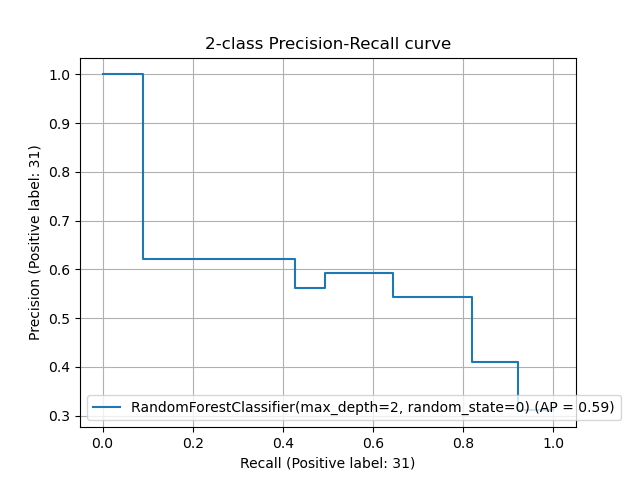 2-class Precision-Recall curve
Precision (Positive label: 31)
1.0
0.9
0.8
0.7
0.6
0.5
0.4
0.3
RandomForestClassifier(max_depth=2, random_state=0) (AP = 0.59)
0.0 0.2 0.4 0.6 0.8 1.0
Recall (Positive label: 31)